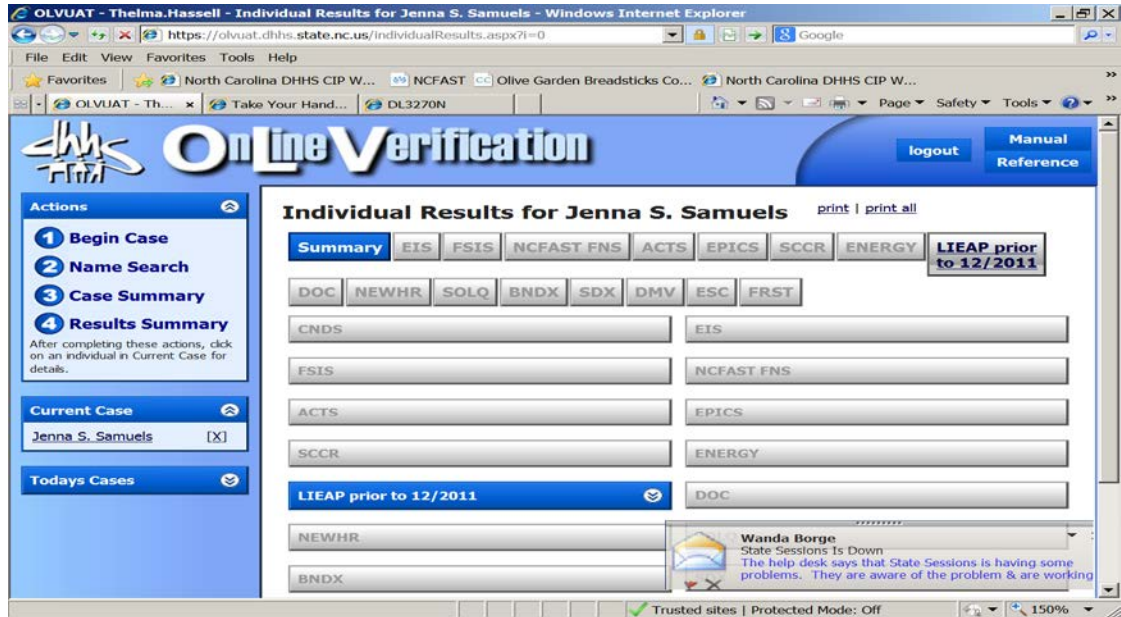 OLVUAT - Thelma.Hassell - Individual Results for Jenna S. Samuels - Windows Internet Explorer
https://olvuat.dhhs.state.nc.us/individualResults.aspx?i=0
Google
File Edit View Favorites Tools Help
Favorites North Carolina DHHS CIP W... NCFAST Olive Garden Breadsticks Co... North Carolina DHHS CIP W...
OLVUAT - Th... x Take Your Hand... DL3270N Page Safety Tools
dhhs OnLine Verification
logout
Manual
Reference
Actions
1 Begin Case
2 Name Search
3 Case Summary
4 Results Summary
After completing these actions, click
on an individual in Current Case for
details.
Current Case
Jenna S. Samuels [X]
Todays Cases
Individual Results for Jenna S. Samuels print | print all
Summary EIS FSIS NCFAST FNS ACTS EPICS SCCR ENERGY LIEAP prior
to 12/2011
DOC NEWHR SOLQ BNDX SDX DMV ESC FRST
CNDS EIS
FSIS NCFAST FNS
ACTS EPICS
SCCR ENERGY
LIEAP prior to 12/2011 DOC
NEWHR
BNDX
Wanda Borge
State Sessions Is Down
The help desk says that State Sessions is having some
problems. They are aware of the problem & are working
Trusted sites | Protected Mode: Off 150%